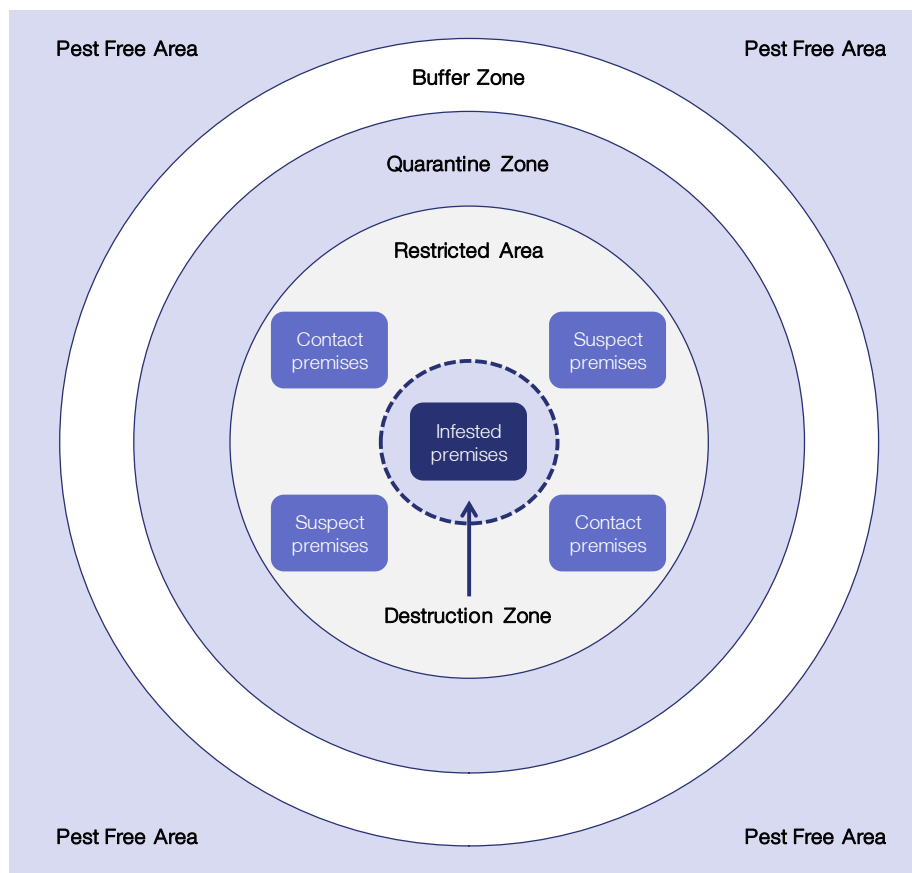 Pest Free Area
Pest Free Area
Buffer Zone
Quarantine Zone
Restricted Area
Contact
premises
Suspect
premises
Infested
premises
Suspect
premises
Contact
premises
Destruction Zone
Pest Free Area
Pest Free Area